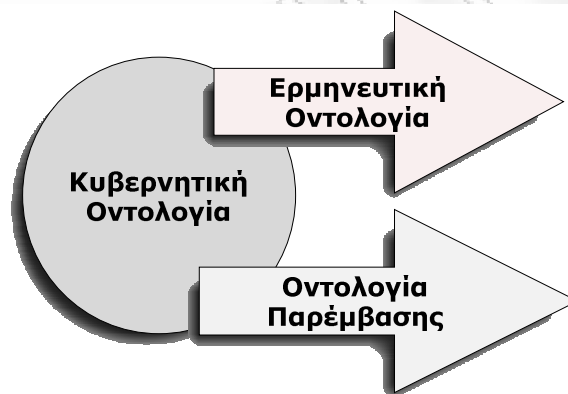 Ερμηνευτική
Οντολογία
Κυβερνητική
Οντολογία
Οντολογία
Παρέμβασης